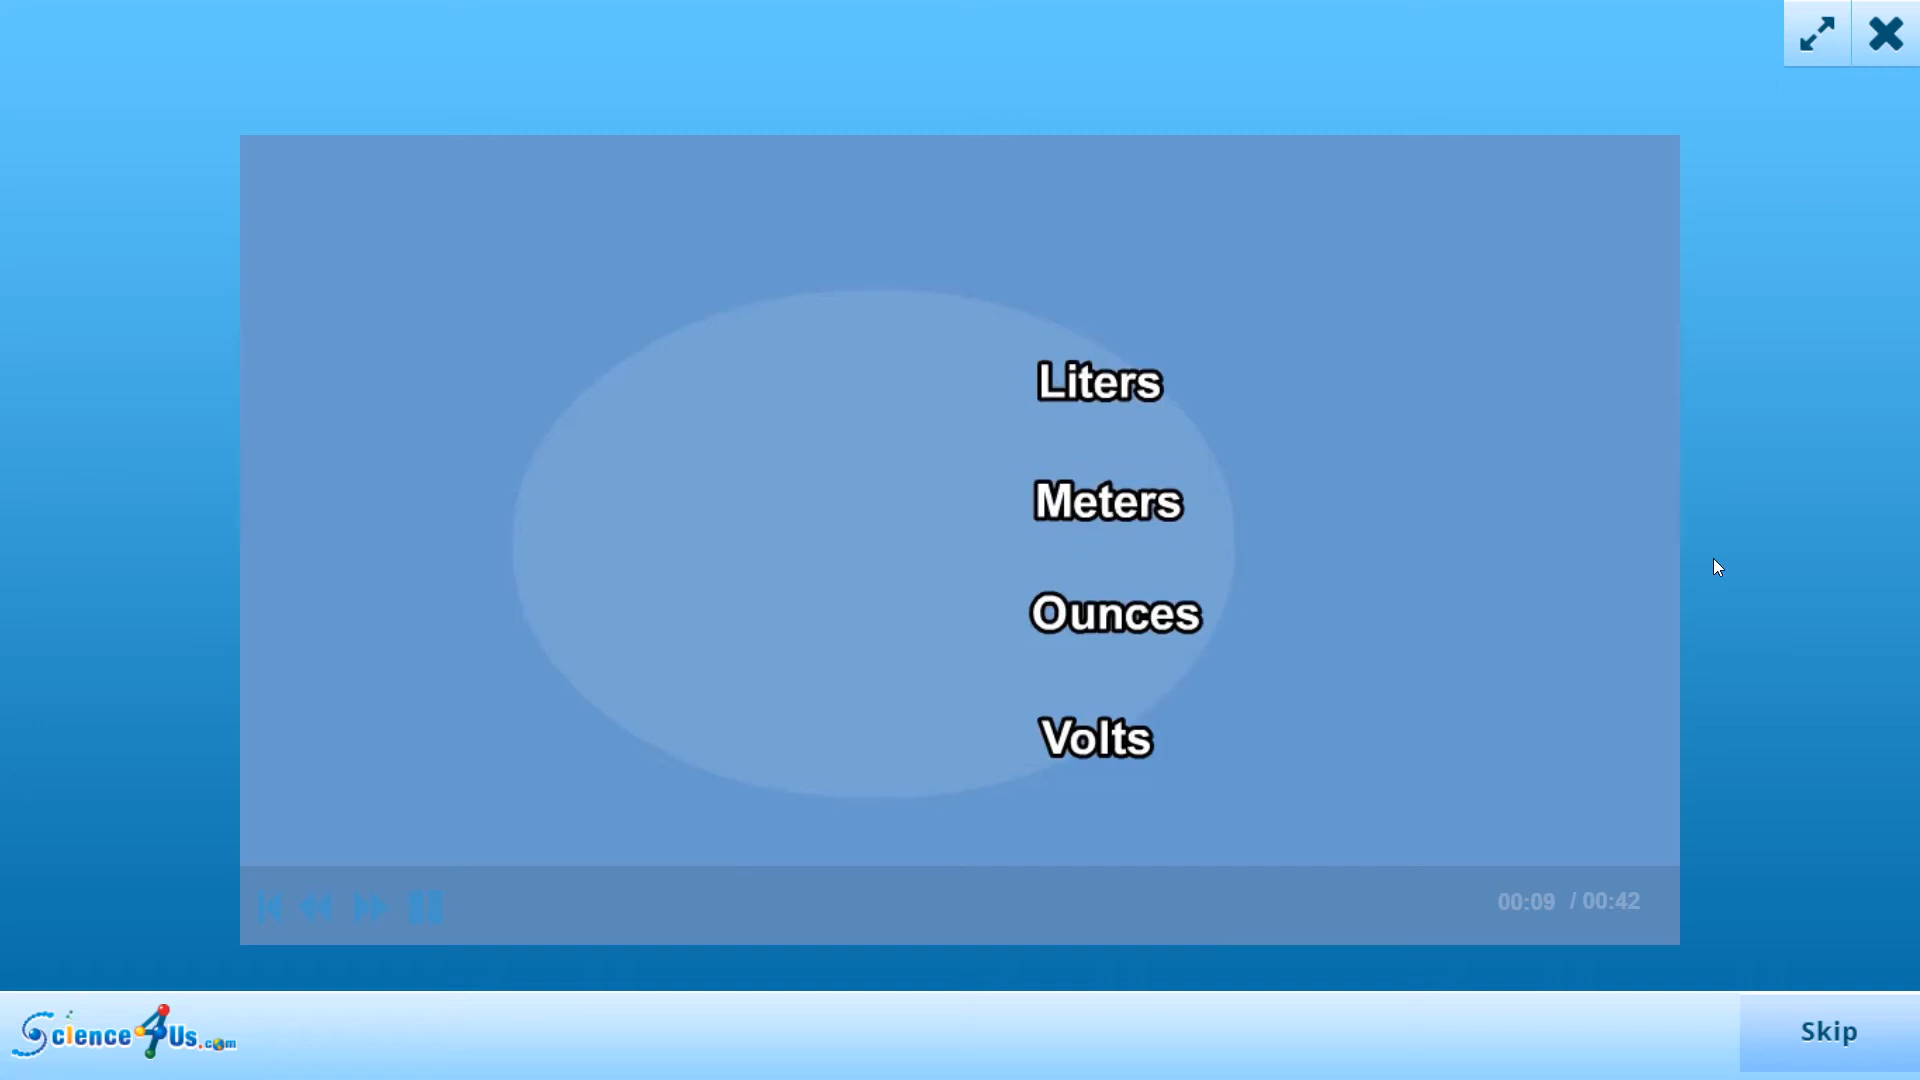 Liters
Meters
Ounces
Volts
00:09 / 00:42
Science4Us.com
Skip